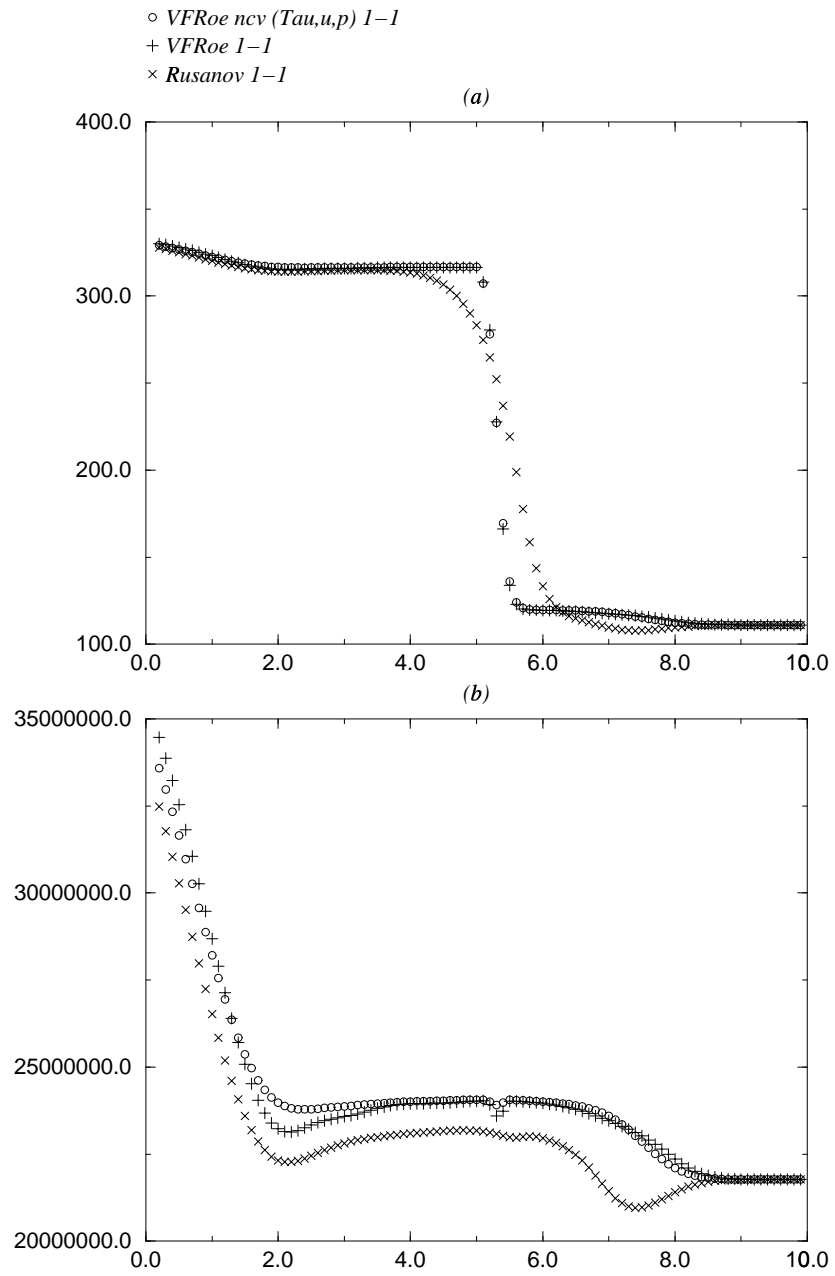 VFRoe ncv (Tau,u,p) 1−1
VFRoe 1−1
Rusanov 1−1
(a)
400.0
300.0
200.0
100.0
0.0 2.0 4.0 6.0 8.0 10.0
(b)
35000000.0
30000000.0
25000000.0
20000000.0
0.0 2.0 4.0 6.0 8.0 10.0